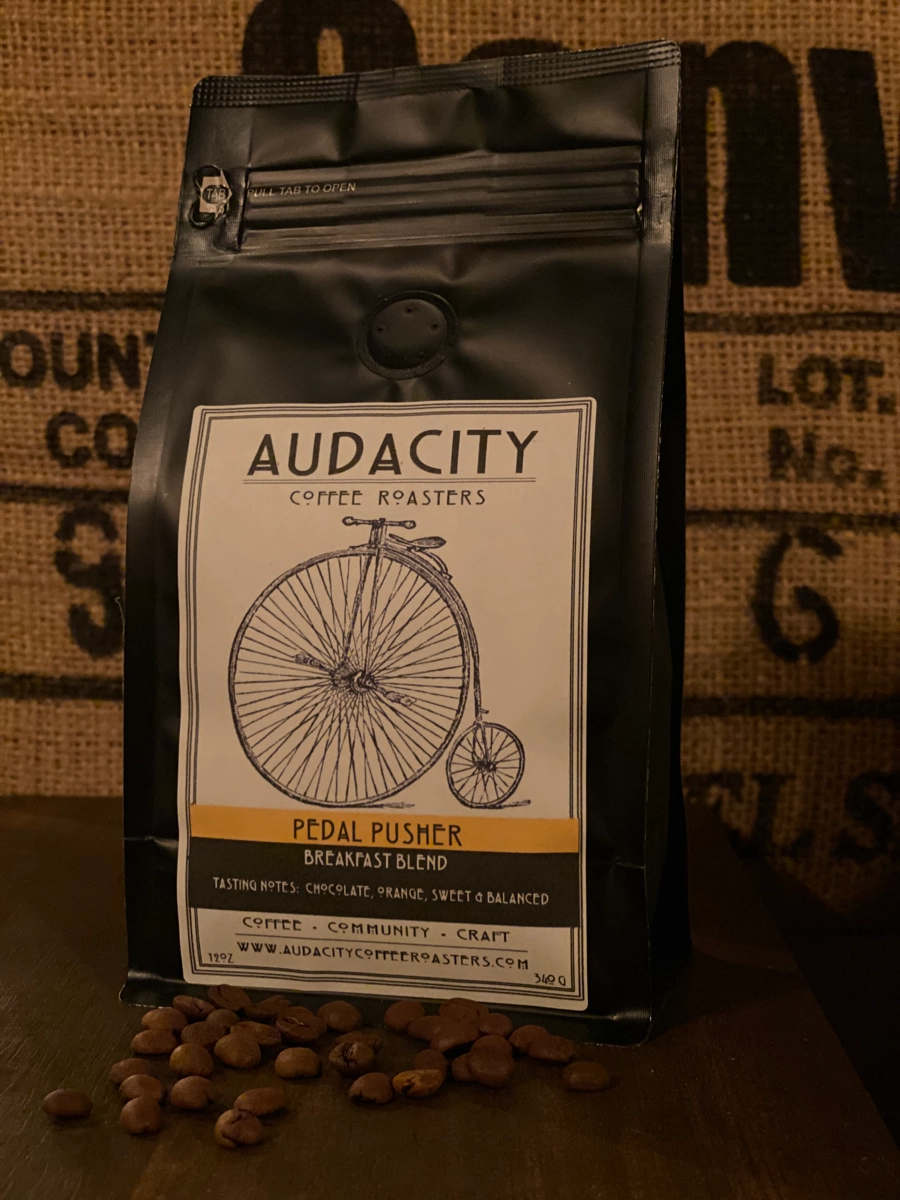 TAB
PULL TAB TO OPEN
LOT.
No.
G
AUDACITY
COFFEE ROASTERS
PEDAL PUSHER
BREAKFAST BLEND
TASTING NOTES: CHOCOLATE, ORANGE, SWEET & BALANCED
COFFEE • COMMUNITY • CRAFT
WWW.AUDACITYCOFFEEROASTERS.COM
12OZ
340 G